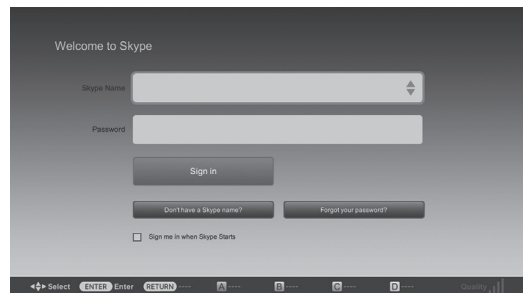 Welcome to Skype
Skype Name
Password
Sign in
Don't have a Skype name? Forgot your password?
Sign me in when Skype Starts
Select ENTER Enter RETURN ---- A ---- B ---- C ---- D ---- Quality